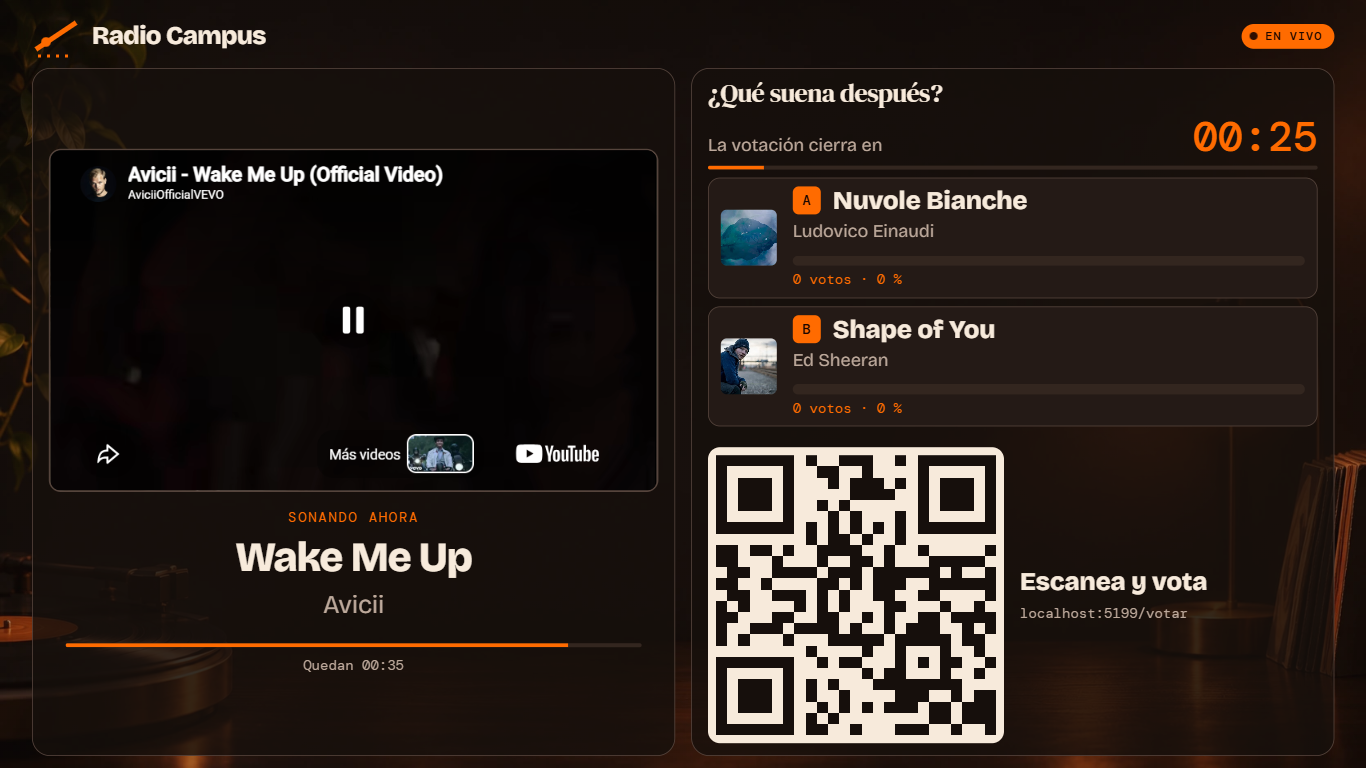 Radio Campus
EN VIVO
Avicii - Wake Me Up (Official Video)
AviciiOfficialVEVO
Más videos
YouTube
SONANDO AHORA
Wake Me Up
Avicii
Quedan 00:35
¿Qué suena después?
La votación cierra en
00:25
A Nuvole Bianche
Ludovico Einaudi
0 votos · 0 %
B Shape of You
Ed Sheeran
0 votos · 0 %
Escanea y vota
localhost:5199/votar